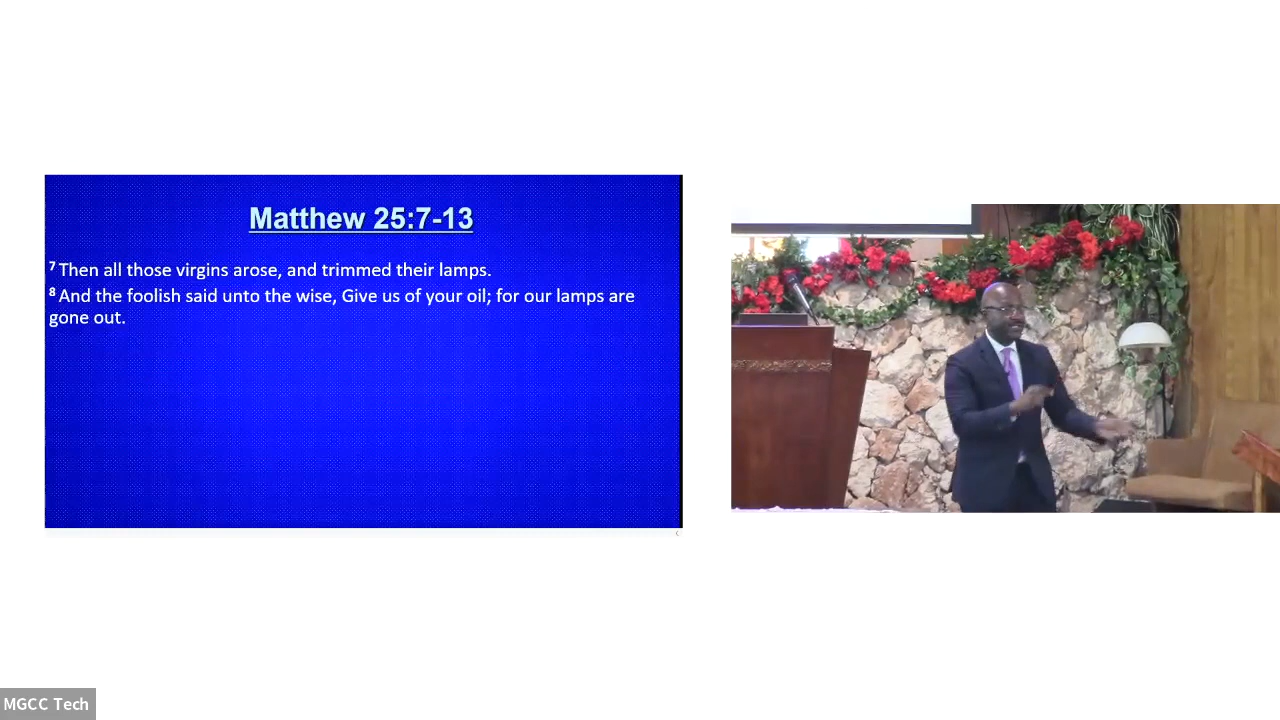 Matthew 25:7-13
7 Then all those virgins arose, and trimmed their lamps.
8 And the foolish said unto the wise, Give us of your oil; for our lamps are
gone out.
MGCC Tech